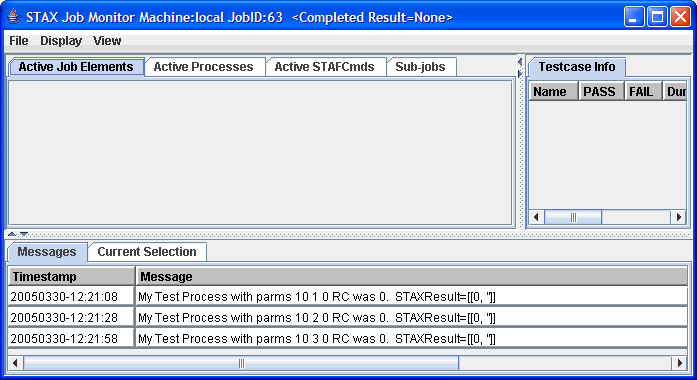 STAX Job Monitor Machine:local JobID:63 <Completed Result=None>
File Display View
Active Job Elements Active Processes Active STAFCmds Sub-jobs Testcase Info
Name PASS FAIL Dur
Messages Current Selection
Timestamp Message
20050330-12:21:08 My Test Process with parms 10 1 0 RC was 0. STAXResult=[[0, '']]
20050330-12:21:28 My Test Process with parms 10 2 0 RC was 0. STAXResult=[[0, '']]
20050330-12:21:58 My Test Process with parms 10 3 0 RC was 0. STAXResult=[[0, '']]